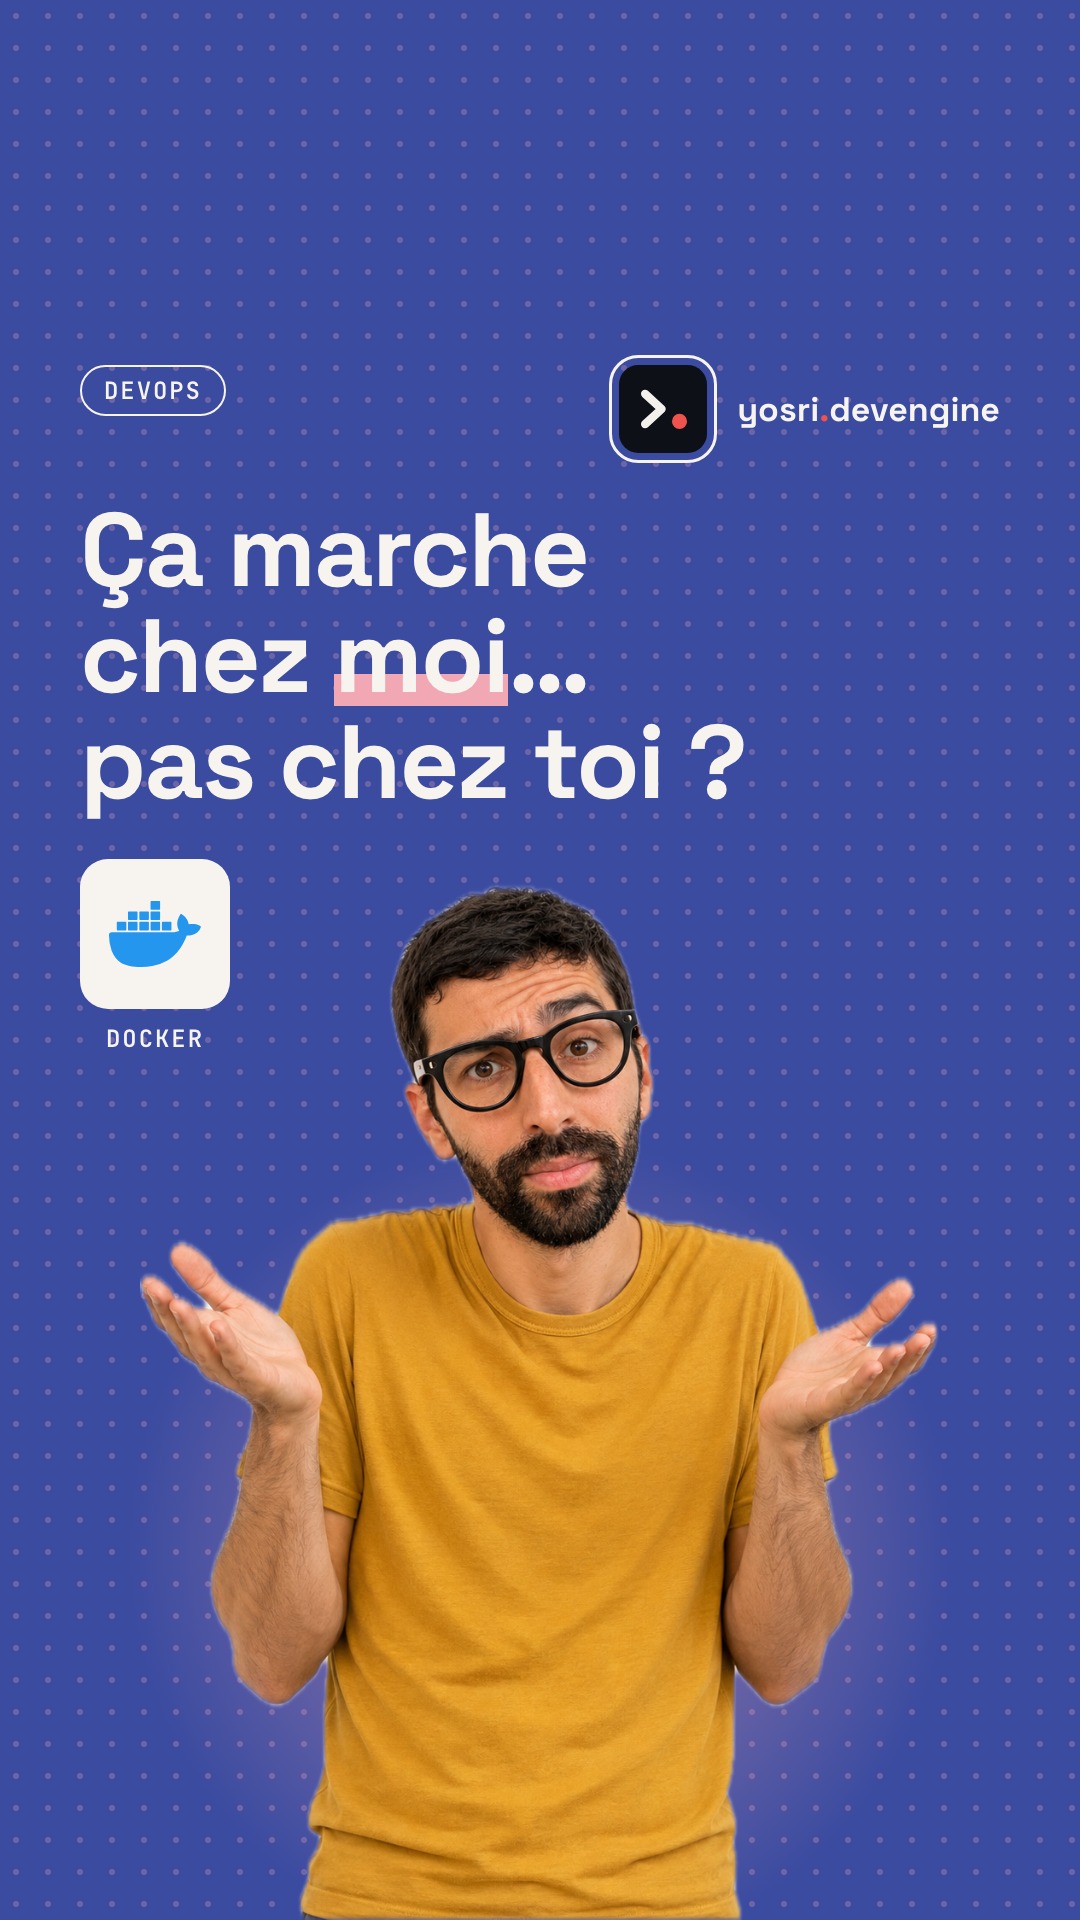 DEVOPS
yosri.devengine
Ça marche
chez moi...
pas chez toi ?
DOCKER